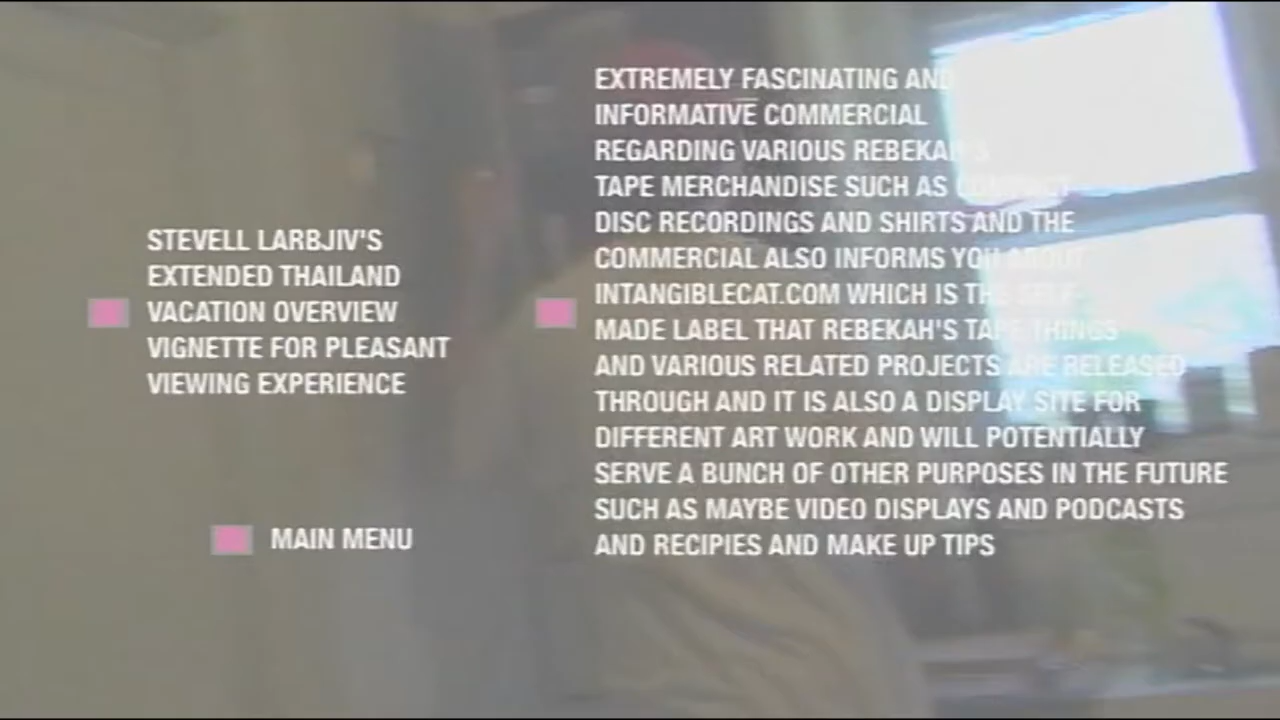 STEVELL LARBJIV'S
EXTENDED THAILAND
VACATION OVERVIEW
VIGNETTE FOR PLEASANT
VIEWING EXPERIENCE
MAIN MENU
EXTREMELY FASCINATING AND
INFORMATIVE COMMERCIAL
REGARDING VARIOUS REBEKAH'S
TAPE MERCHANDISE SUCH AS COMPACT
DISC RECORDINGS AND SHIRTS AND THE
COMMERCIAL ALSO INFORMS YOU ABOUT
INTANGIBLECAT.COM WHICH IS THE SELF
MADE LABEL THAT REBEKAH'S TAPE THINGS
AND VARIOUS RELATED PROJECTS ARE RELEASED
THROUGH AND IT IS ALSO A DISPLAY SITE FOR
DIFFERENT ART WORK AND WILL POTENTIALLY
SERVE A BUNCH OF OTHER PURPOSES IN THE FUTURE
SUCH AS MAYBE VIDEO DISPLAYS AND PODCASTS
AND RECIPIES AND MAKE UP TIPS